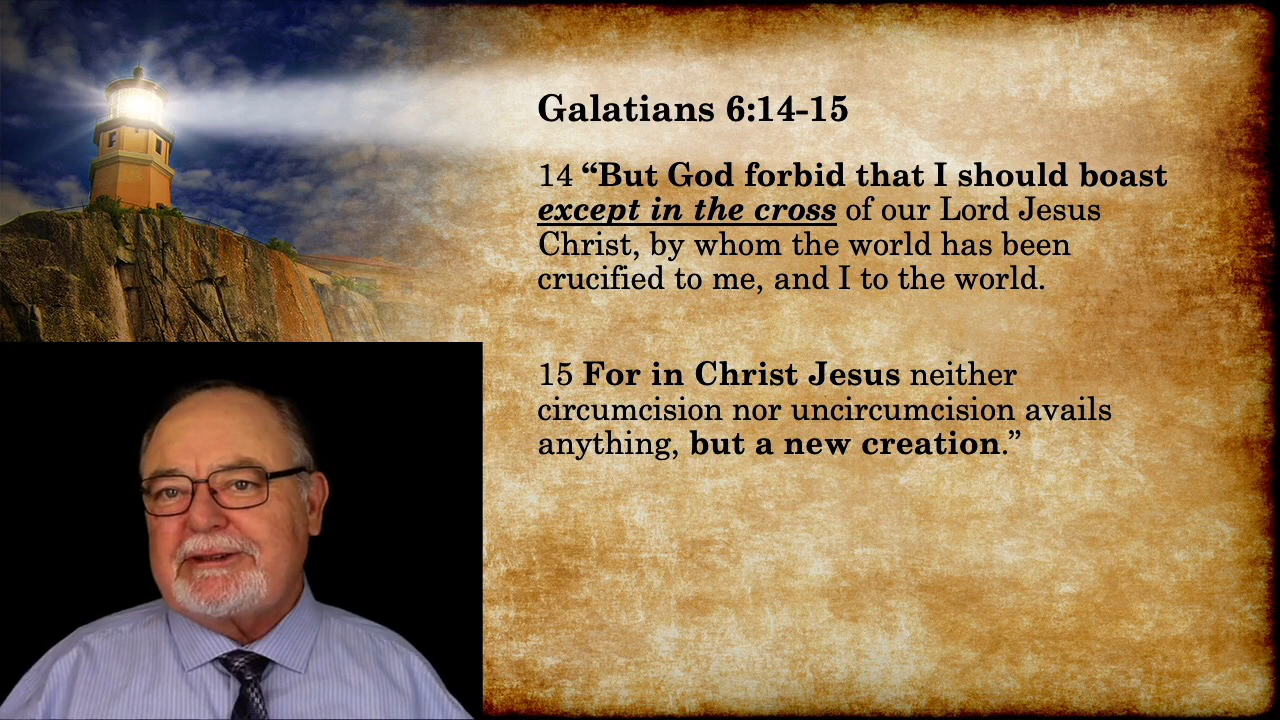 Galatians 6:14-15
14 “But God forbid that I should boast
except in the cross of our Lord Jesus
Christ, by whom the world has been
crucified to me, and I to the world.
15 For in Christ Jesus neither
circumcision nor uncircumcision avails
anything, but a new creation.”